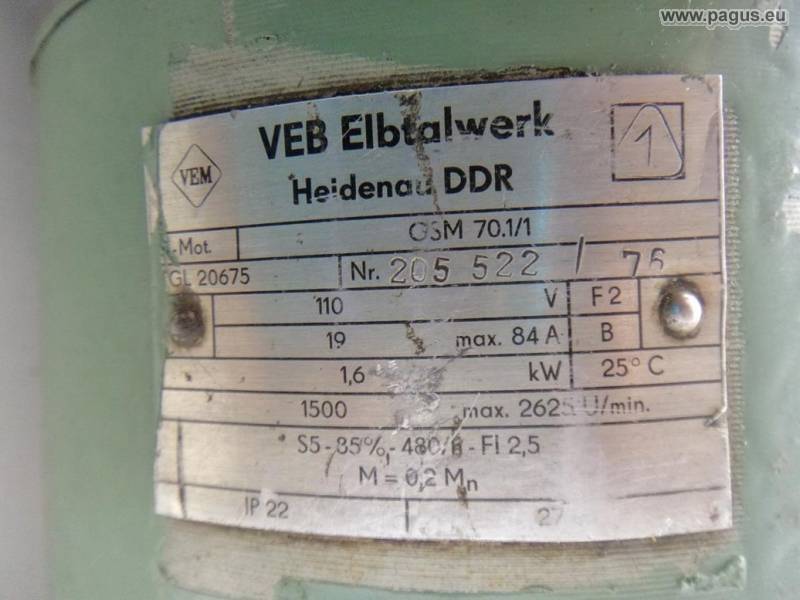 www.pagus.eu
VEB Elbtalwerk
VEM
1
Heidenau DDR
-Mot. GSM 70.1/1
GL 20675 Nr. 205 522 / 76
110 V F2
19 max. 84 A B
1,6 kW 25° C
1500 max. 2625 U/min.
S5-85%,-480/h-FI 2,5
M = 0,2 Mn
IP 22 27